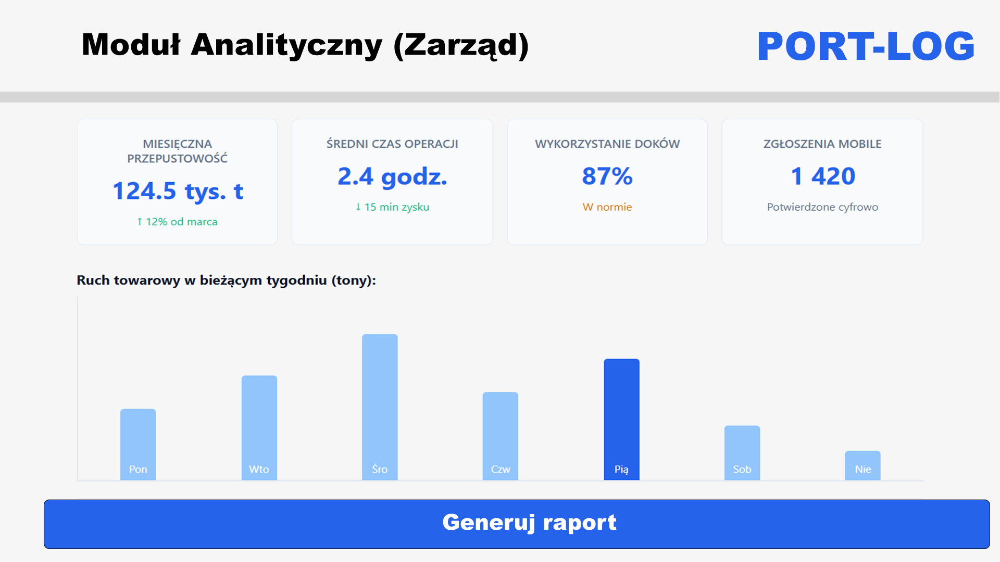 Moduł Analityczny (Zarząd)
PORT-LOG
MIESIĘCZNA
PRZEPUSTOWOŚĆ
124.5 tys. t
↑ 12% od marca
ŚREDNI CZAS OPERACJI
2.4 godz.
↓ 15 min zysku
WYKORZYSTANIE DOKÓW
87%
W normie
ZGŁOSZENIA MOBILE
1 420
Potwierdzone cyfrowo
Ruch towarowy w bieżącym tygodniu (tony):
Pon
Wto
Śro
Czw
Pią
Sob
Nie
Generuj raport